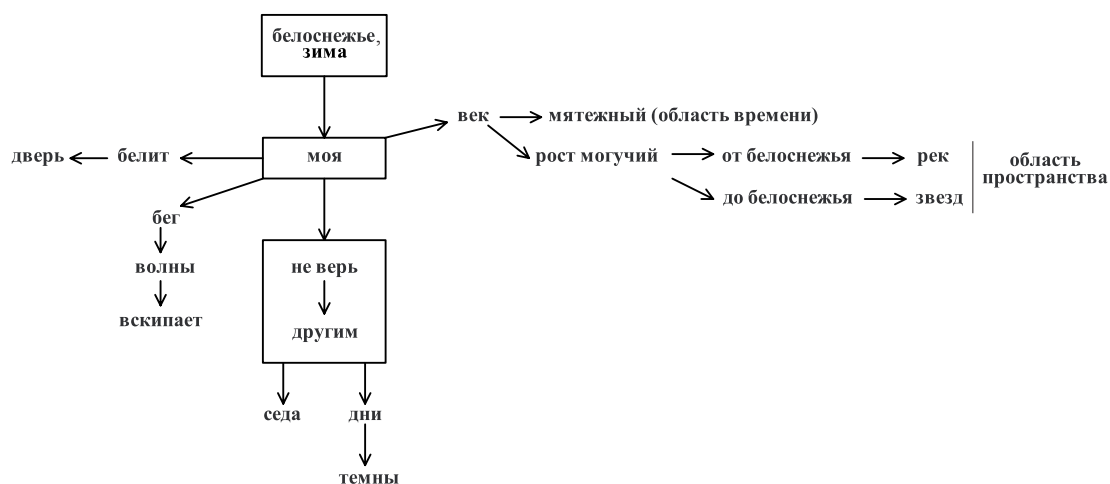 белоснежье,
зима
век
мятежный (область времени)
дверь
белит
моя
рост могучий
от белоснежья
рек
область
пространства
до белоснежья
звезд
бег
волны
вскипает
не верь
другим
седа
дни
темны